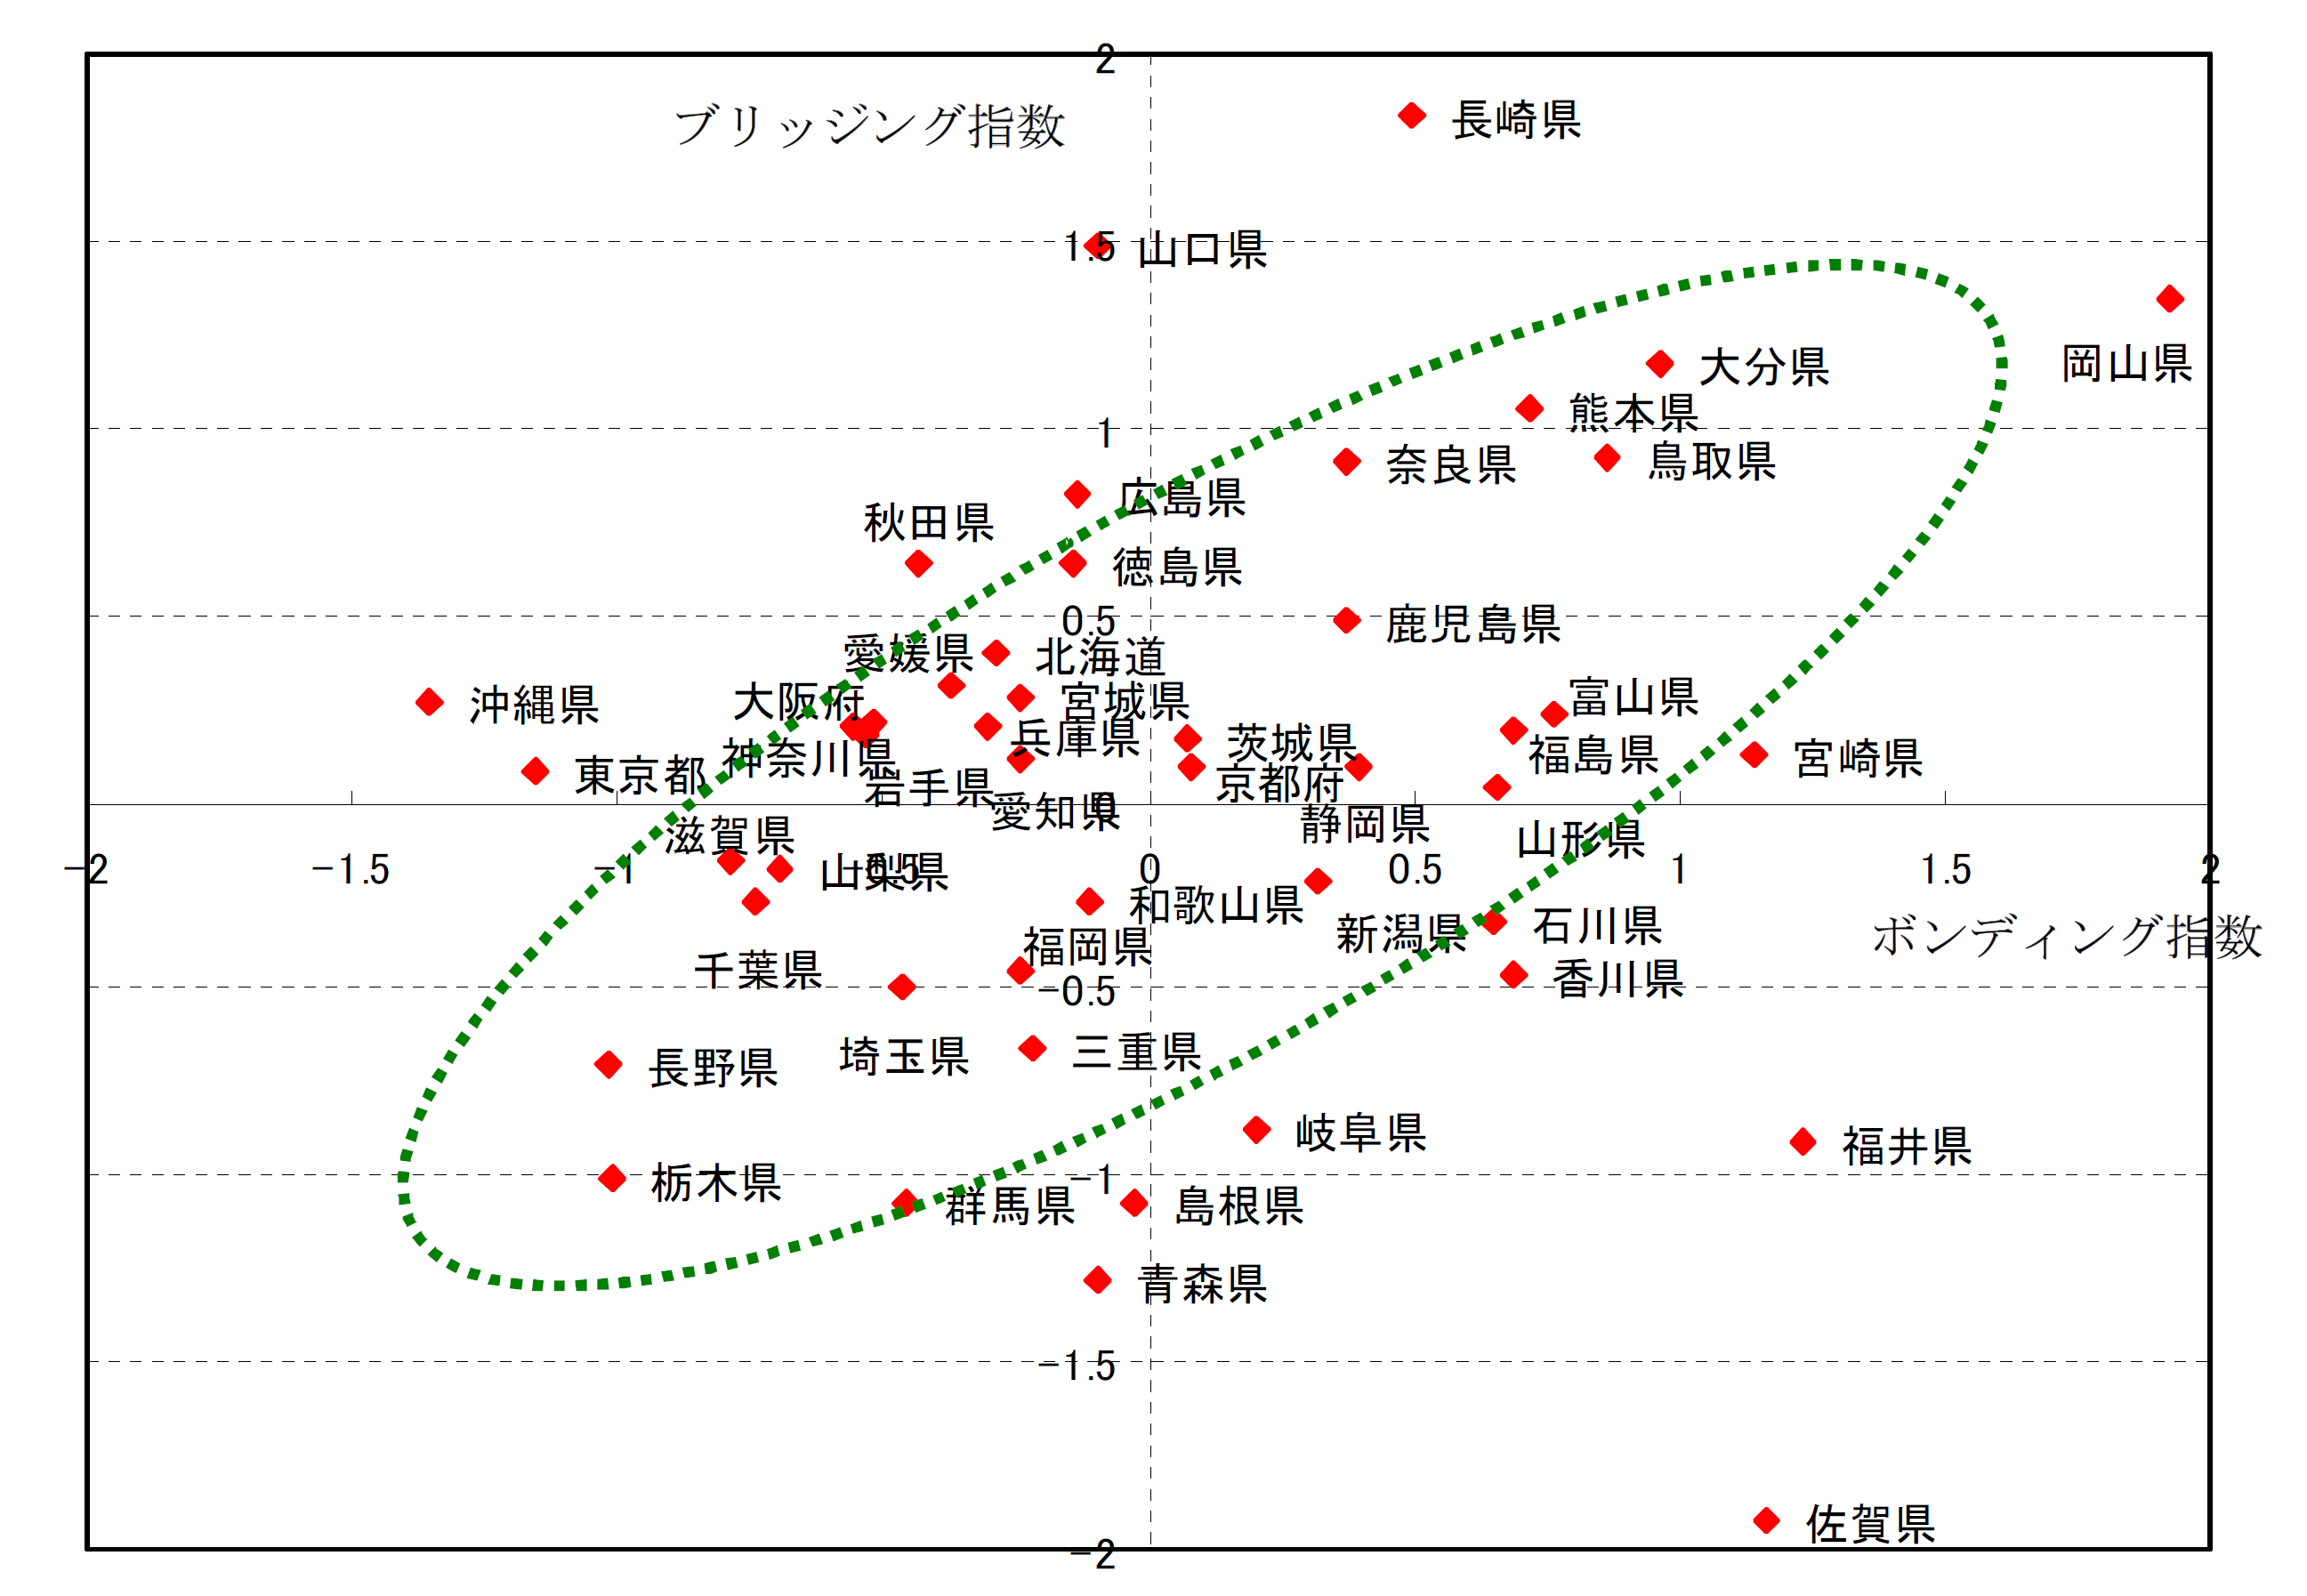 2
ブリッジング指数
長崎県
1.5
山口県
岡山県
大分県
熊本県
1
奈良県
鳥取県
広島県
秋田県
徳島県
0.5
鹿児島県
愛媛県
北海道
沖縄県
大阪府
宮城県
富山県
兵庫県
茨城県
福島県
宮崎県
東京都
神奈川県
岩手県
京都府
愛知県
0
静岡県
滋賀県
山形県
-2
-1.5
-1
山梨県
-0.5
0
0.5
1
1.5
2
和歌山県
新潟県
石川県
ボンディング指数
福岡県
千葉県
香川県
-0.5
埼玉県
三重県
長野県
岐阜県
福井県
栃木県
-1
群馬県
島根県
青森県
-1.5
佐賀県
-2